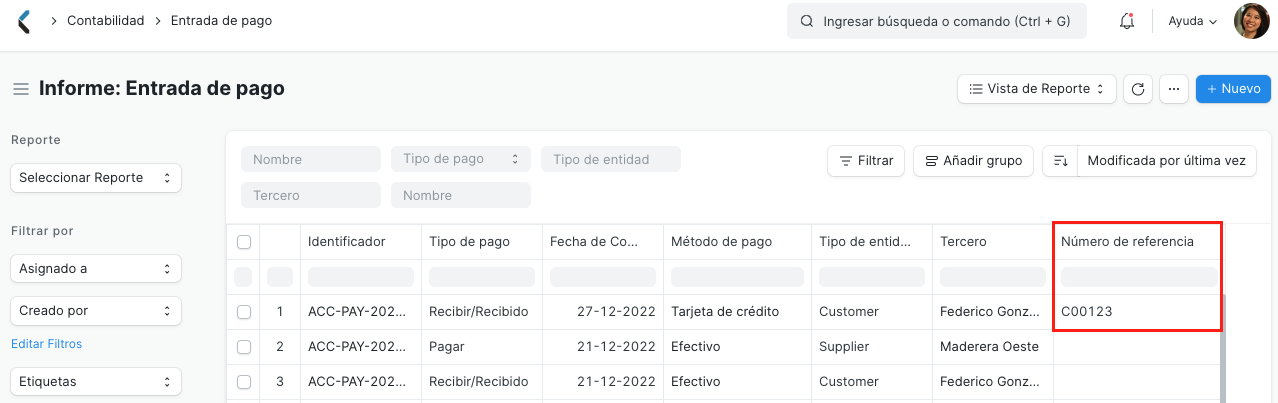 Contabilidad
Entrada de pago
Ingresar búsqueda o comando (Ctrl + G)
Ayuda
Informe: Entrada de pago
Vista de Reporte
+ Nuevo
Reporte
Seleccionar Reporte
Filtrar por
Asignado a
Creado por
Editar Filtros
Etiquetas
Nombre
Tipo de pago
Tipo de entidad
Tercero
Nombre
Filtrar
Añadir grupo
Modificada por última vez
Identificador Tipo de pago Fecha de Co... Método de pago Tipo de entid... Tercero Número de referencia
1 ACC-PAY-202... Recibir/Recibido 27-12-2022 Tarjeta de crédito Customer Federico Gonz... C00123
2 ACC-PAY-202... Pagar 21-12-2022 Efectivo Supplier Maderera Oeste
3 ACC-PAY-202... Recibir/Recibido 21-12-2022 Efectivo Customer Federico Gonz...